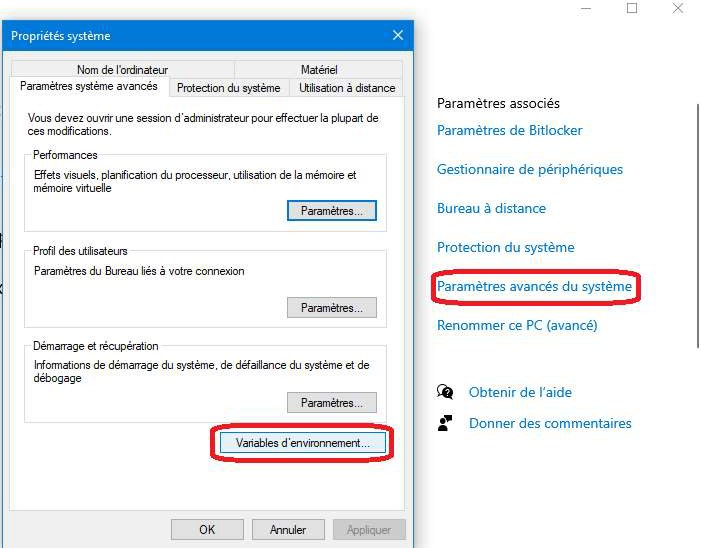 Propriétés système
Nom de l'ordinateur
Matériel
Paramètres système avancés
Protection du système
Utilisation à distance
Vous devez ouvrir une session d'administrateur pour effectuer la plupart de
ces modifications.
Performances
Effets visuels, planification du processeur, utilisation de la mémoire et
mémoire virtuelle
Paramètres...
Profil des utilisateurs
Paramètres du Bureau liés à votre connexion
Paramètres...
Démarrage et récupération
Informations de démarrage du système, de défaillance du système et de
débogage
Paramètres...
Variables d'environnement...
OK
Annuler
Appliquer
Paramètres associés
Paramètres de Bitlocker
Gestionnaire de périphériques
Bureau à distance
Protection du système
Paramètres avancés du système
Renommer ce PC (avancé)
Obtenir de l'aide
Donner des commentaires